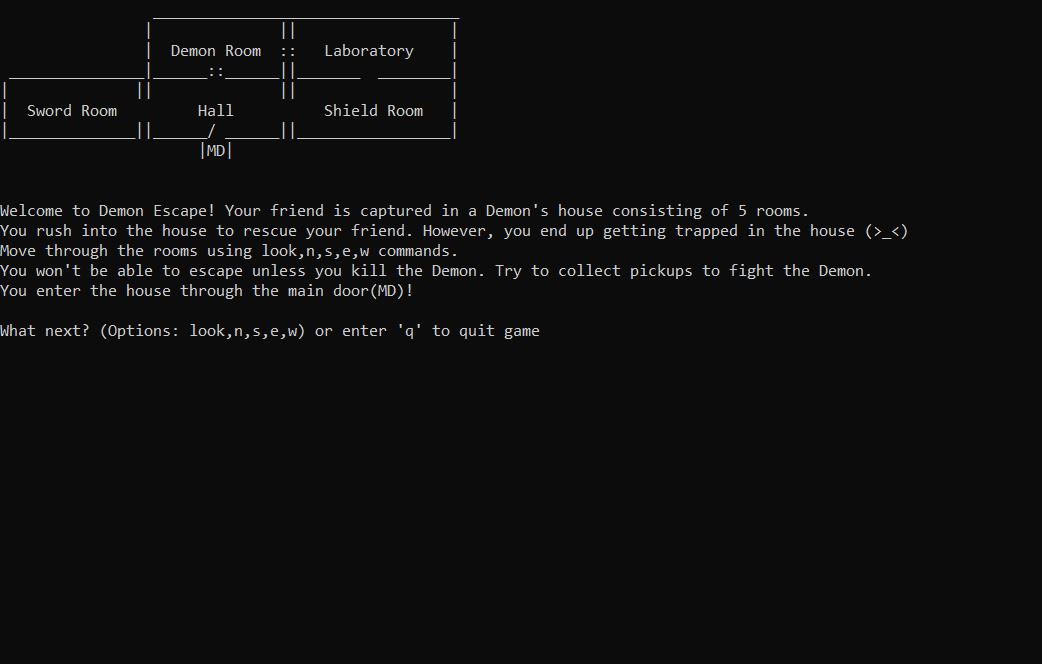 Demon Room :: Laboratory
::
Sword Room Hall Shield Room
/
|MD|
Welcome to Demon Escape! Your friend is captured in a Demon's house consisting of 5 rooms.
You rush into the house to rescue your friend. However, you end up getting trapped in the house (>_<)
Move through the rooms using look,n,s,e,w commands.
You won't be able to escape unless you kill the Demon. Try to collect pickups to fight the Demon.
You enter the house through the main door(MD)!
What next? (Options: look,n,s,e,w) or enter 'q' to quit game